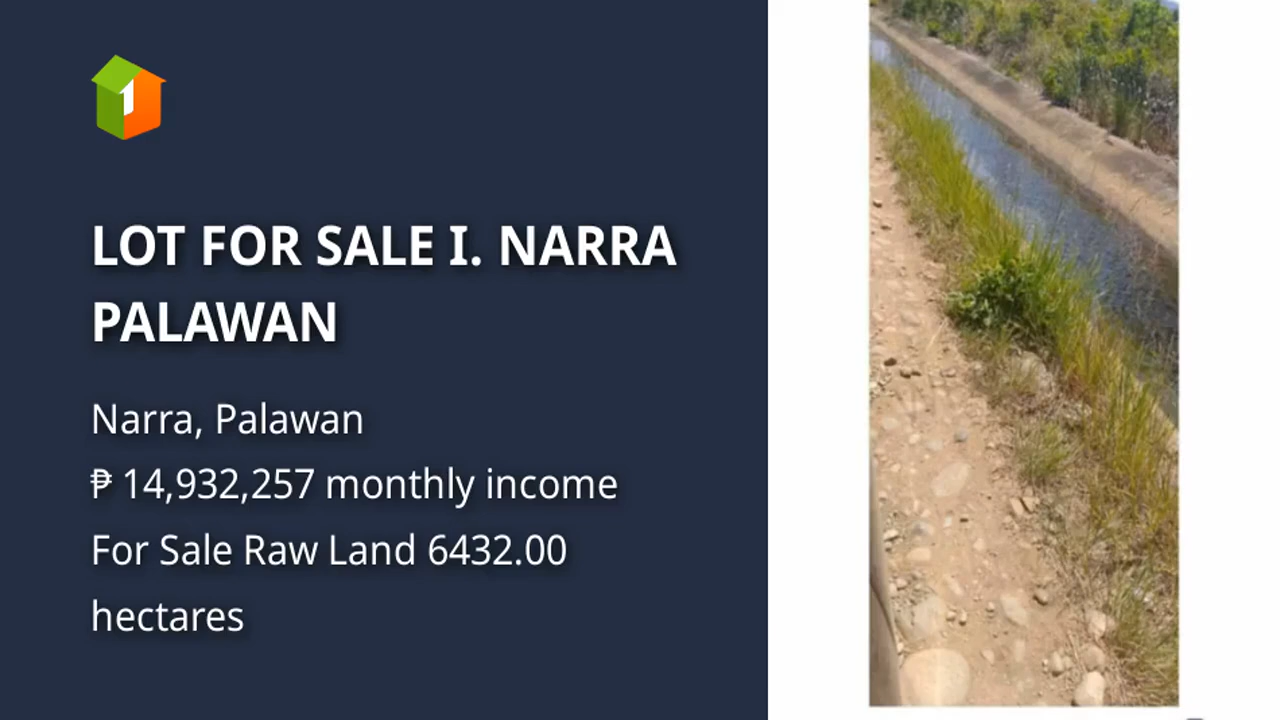 LOT FOR SALE I. NARRA
PALAWAN
Narra, Palawan
₱ 14,932,257 monthly income
For Sale Raw Land 6432.00
hectares